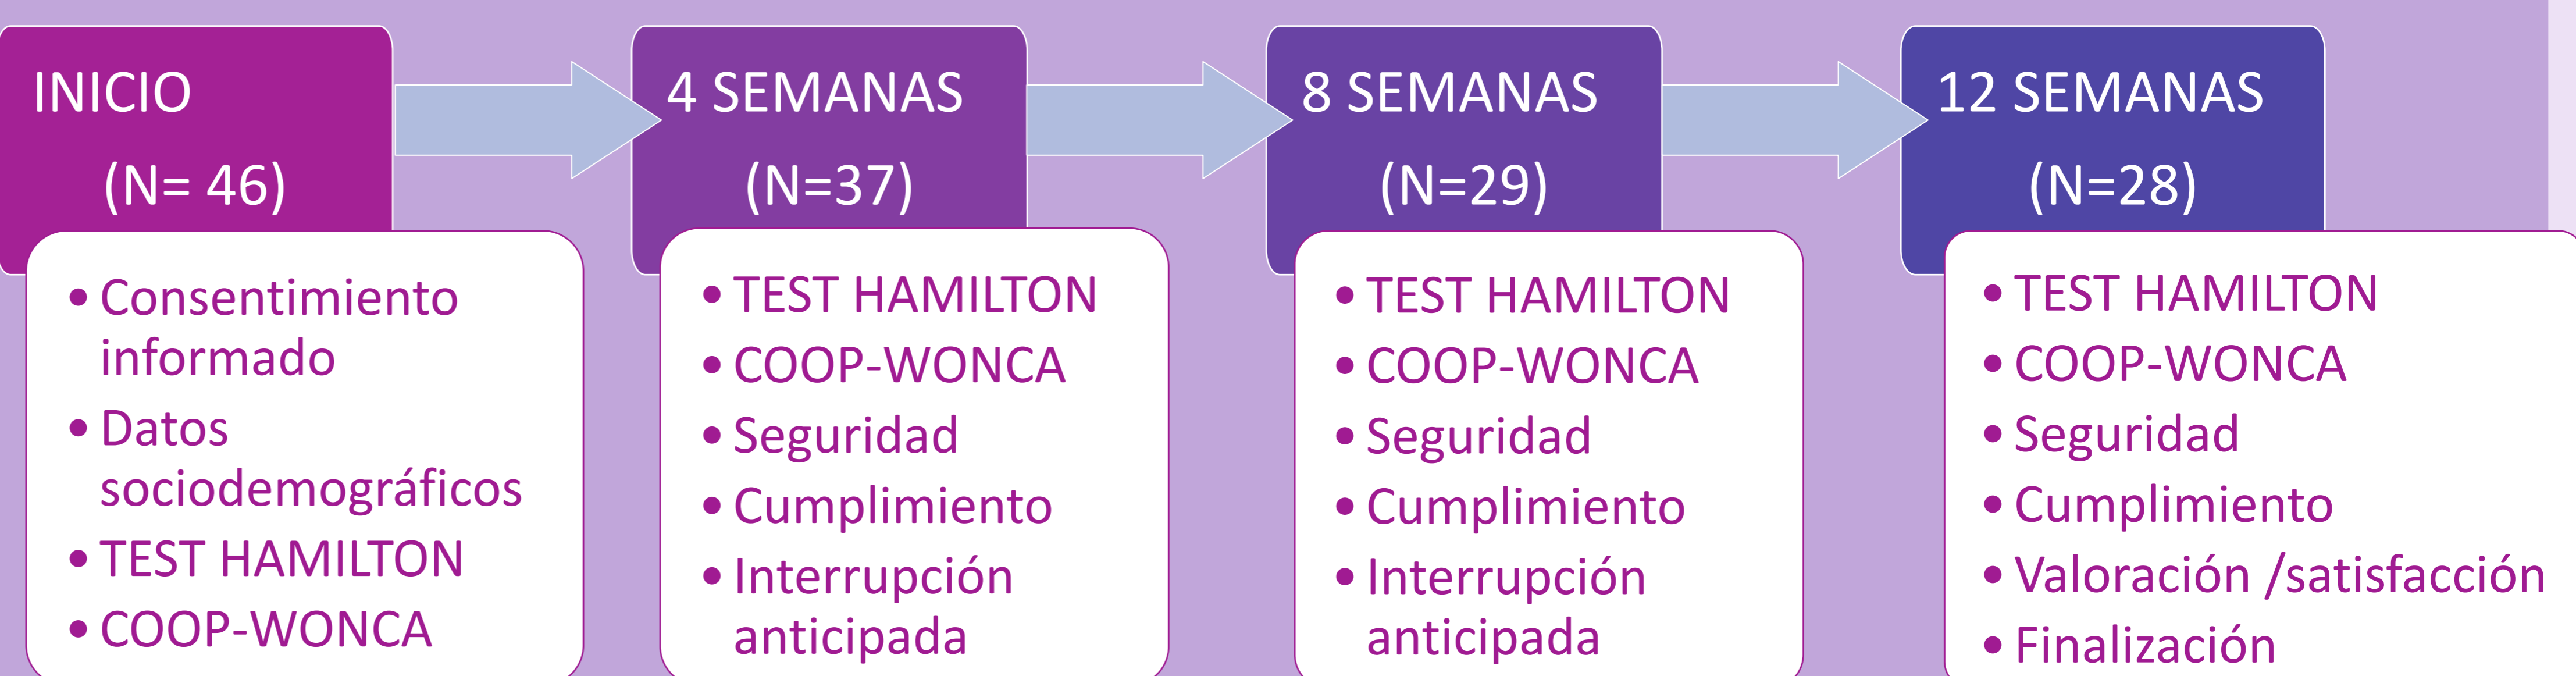 INICIO
(N= 46)
• Consentimiento
informado
• Datos
sociodemográficos
• TEST HAMILTON
• COOP-WONCA
4 SEMANAS
(N=37)
• TEST HAMILTON
• COOP-WONCA
• Seguridad
• Cumplimiento
• Interrupción
anticipada
8 SEMANAS
(N=29)
• TEST HAMILTON
• COOP-WONCA
• Seguridad
• Cumplimiento
• Interrupción
anticipada
12 SEMANAS
(N=28)
• TEST HAMILTON
• COOP-WONCA
• Seguridad
• Cumplimiento
• Valoración /satisfacción
• Finalización